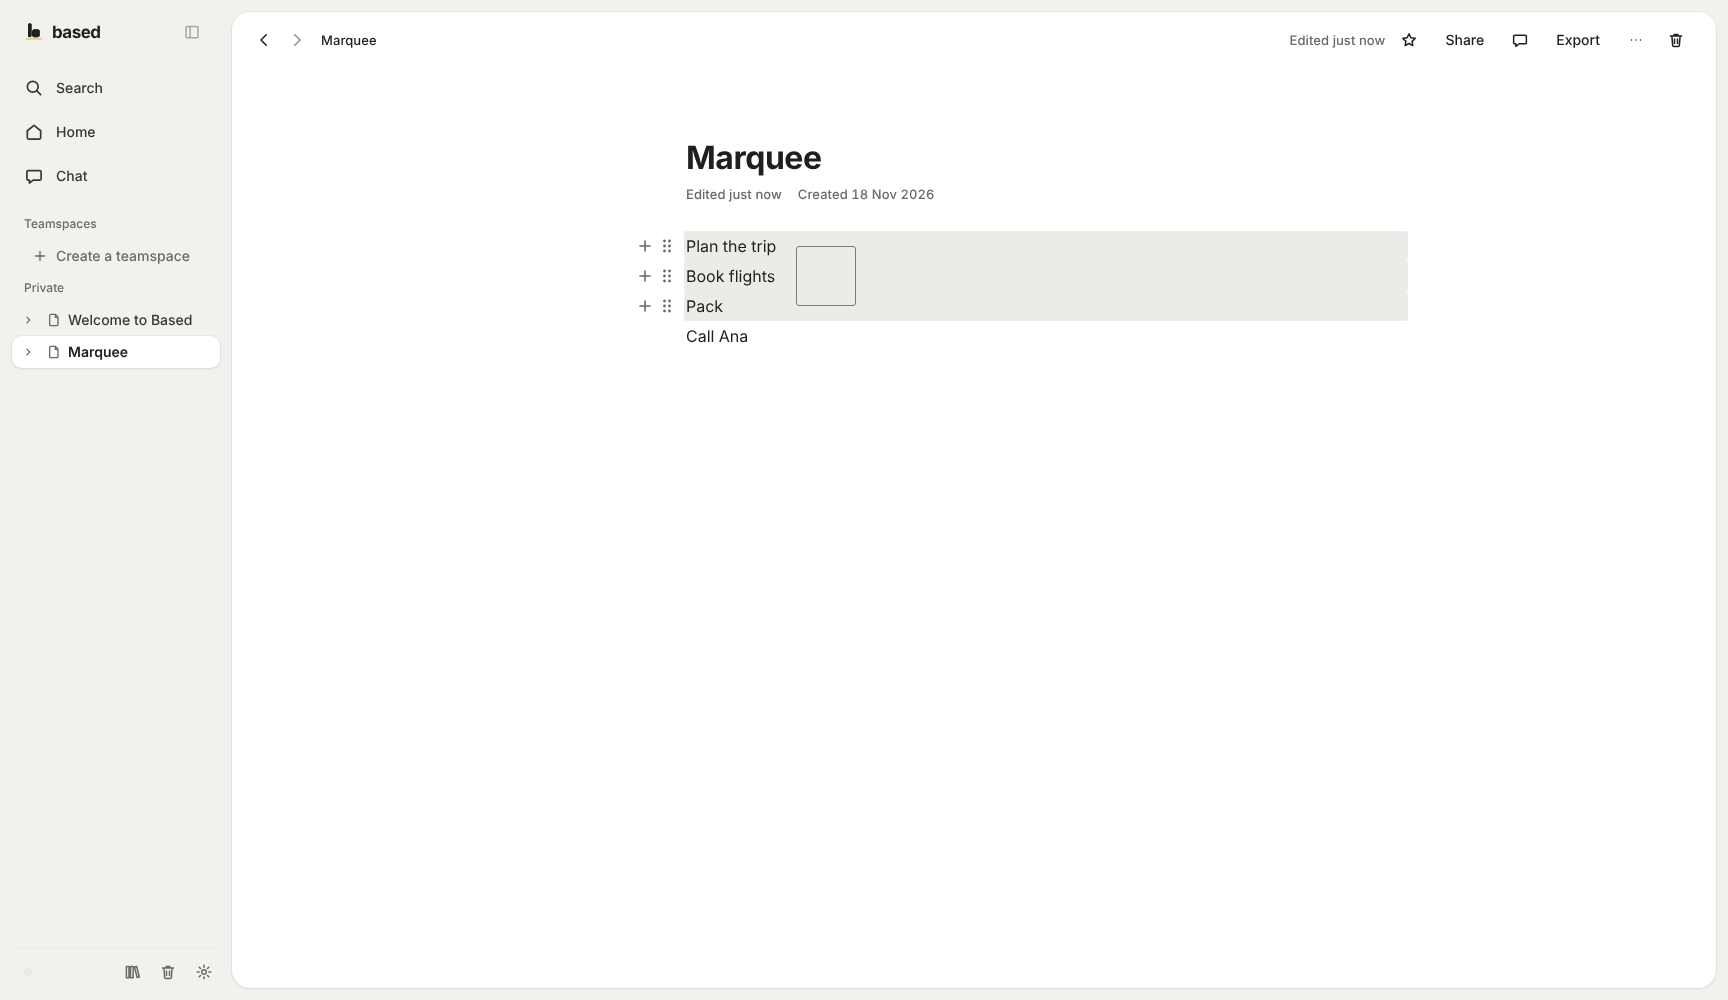 based
Search
Home
Chat
Teamspaces
Create a teamspace
Private
Welcome to Based
Marquee
Marquee
Edited just now
Share
Export
Marquee
Edited just now Created 18 Nov 2026
Plan the trip
Book flights
Pack
Call Ana